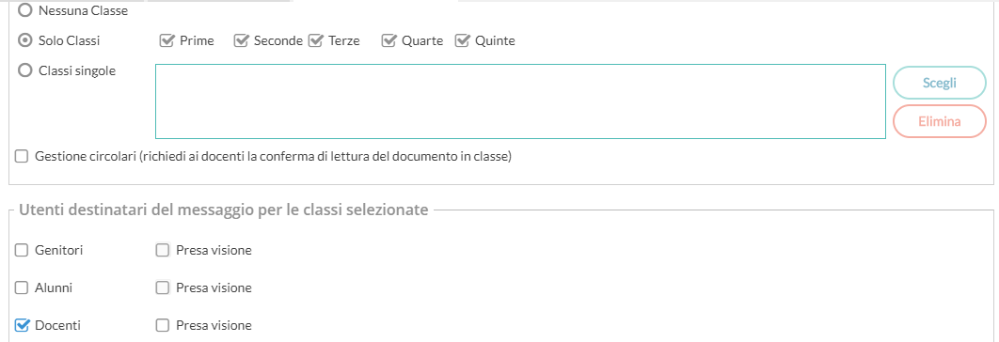 Nessuna Classe
Solo Classi Prime Seconde Terze Quarte Quinte
Classi singole
Scegli
Elimina
Gestione circolari (richiedi ai docenti la conferma di lettura del documento in classe)
Utenti destinatari del messaggio per le classi selezionate
Genitori Presa visione
Alunni Presa visione
Docenti Presa visione